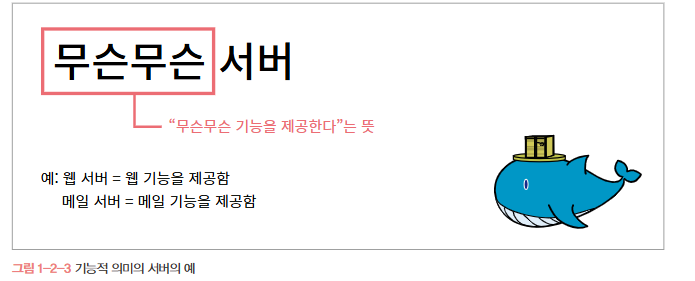 무슨무슨 서버
“무슨무슨 기능을 제공한다”는 뜻
예: 웹 서버 = 웹 기능을 제공함
메일 서버 = 메일 기능을 제공함
그림 1-2-3 기능적 의미의 서버의 예